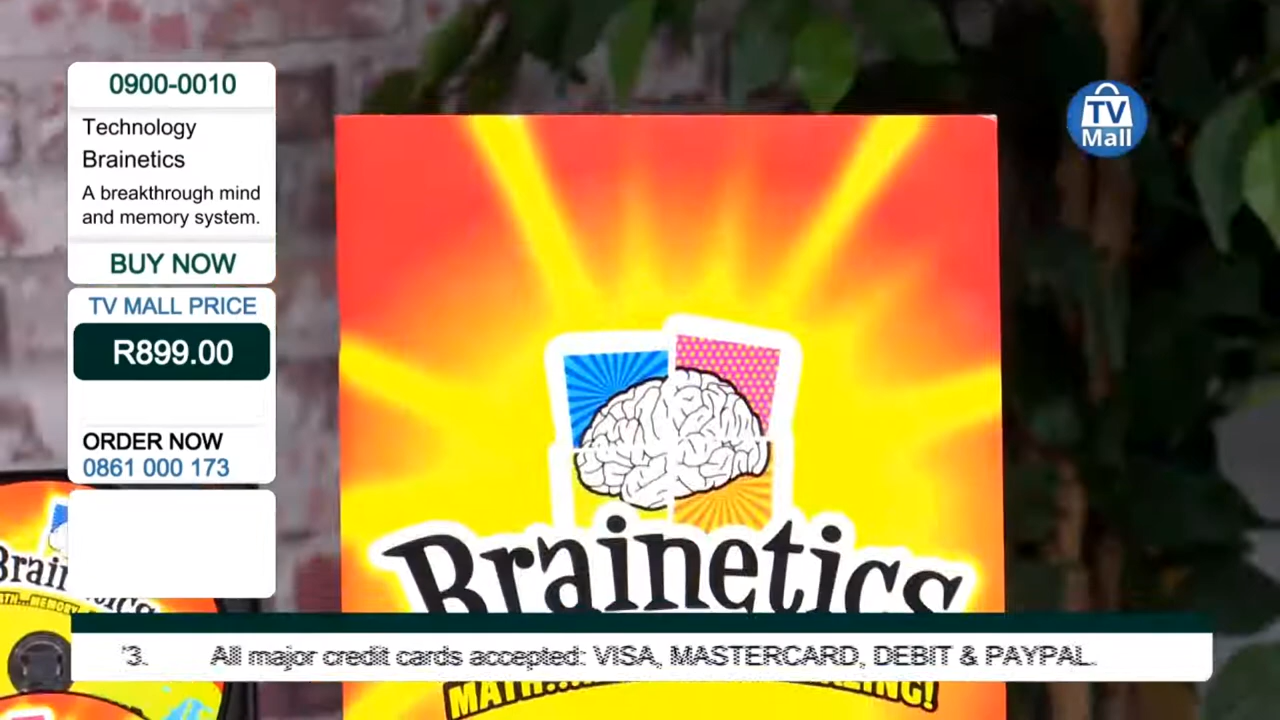 0900-0010
Technology
Brainetics
A breakthrough mind
and memory system.
BUY NOW
TV MALL PRICE
R899.00
ORDER NOW
0861 000 173
TV
Mall
Brainetics
'3. All major credit cards accepted: VISA, MASTERCARD, DEBIT & PAYPAL.
MATH...